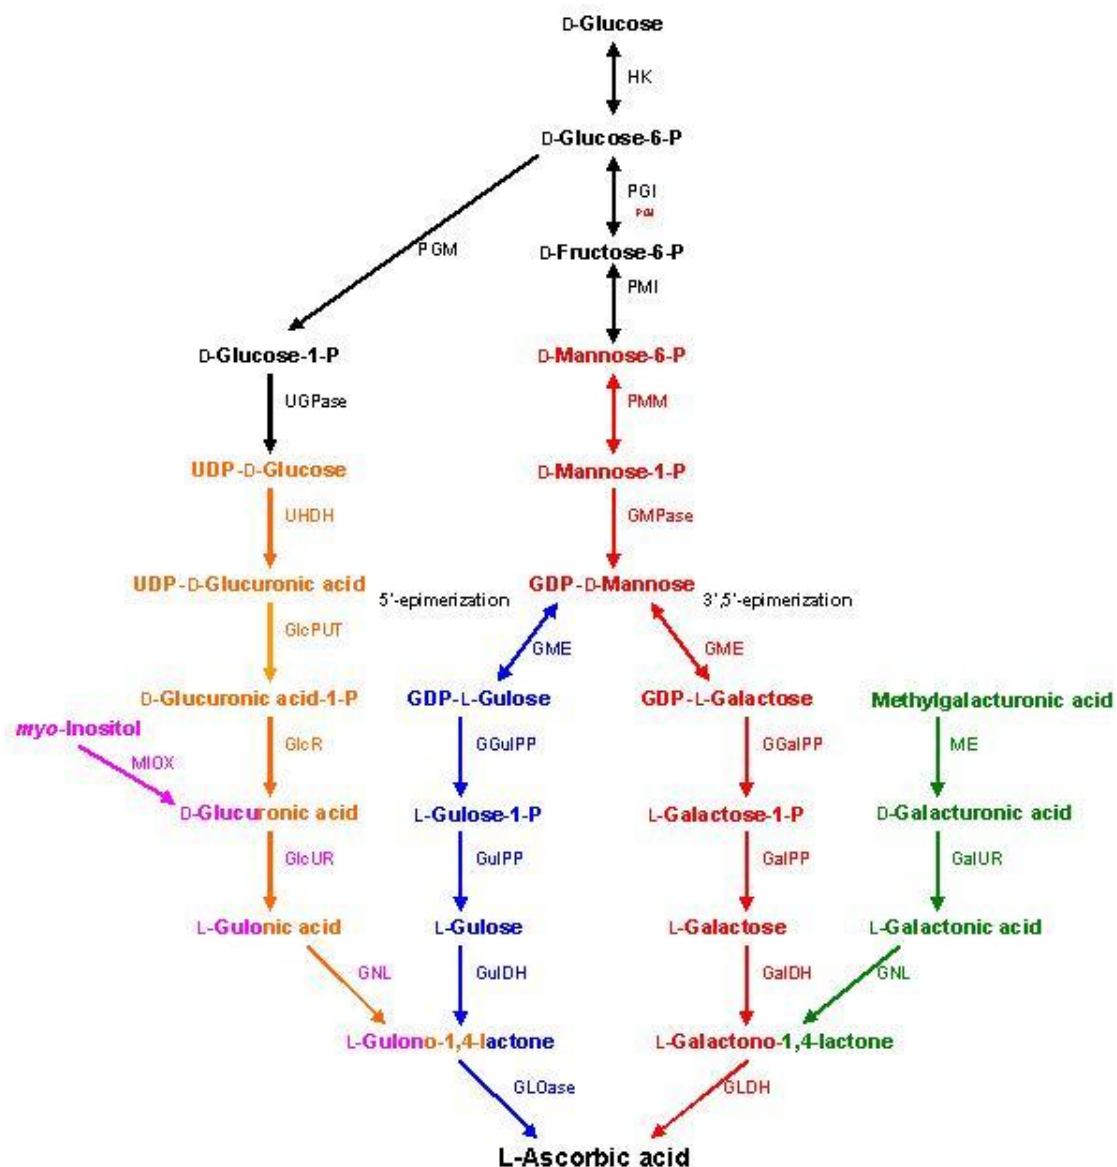 D-Glucose
HK
D-Glucose-6-P
PGI
PGI
PGM
D-Fructose-6-P
PMI
D-Glucose-1-P
D-Mannose-6-P
UGPase
PMM
UDP-D-Glucose
D-Mannose-1-P
UHDH
GMPase
UDP-D-Glucuronic acid
GDP-D-Mannose
5'-epimerization
3',5'-epimerization
GlcPUT
GME
GME
D-Glucuronic acid-1-P
GDP-L-Gulose
GDP-L-Galactose
Methylgalacturonic acid
myo-Inositol
GlcR
GGulPP
GGalPP
ME
MIOX
D-Glucuronic acid
L-Gulose-1-P
L-Galactose-1-P
D-Galacturonic acid
GlcUR
GulPP
GalPP
GalUR
L-Gulonic acid
L-Gulose
L-Galactose
L-Galactonic acid
GNL
GulDH
GalDH
GNL
L-Gulono-1,4-lactone
L-Galactono-1,4-lactone
GLOase
GLDH
L-Ascorbic acid